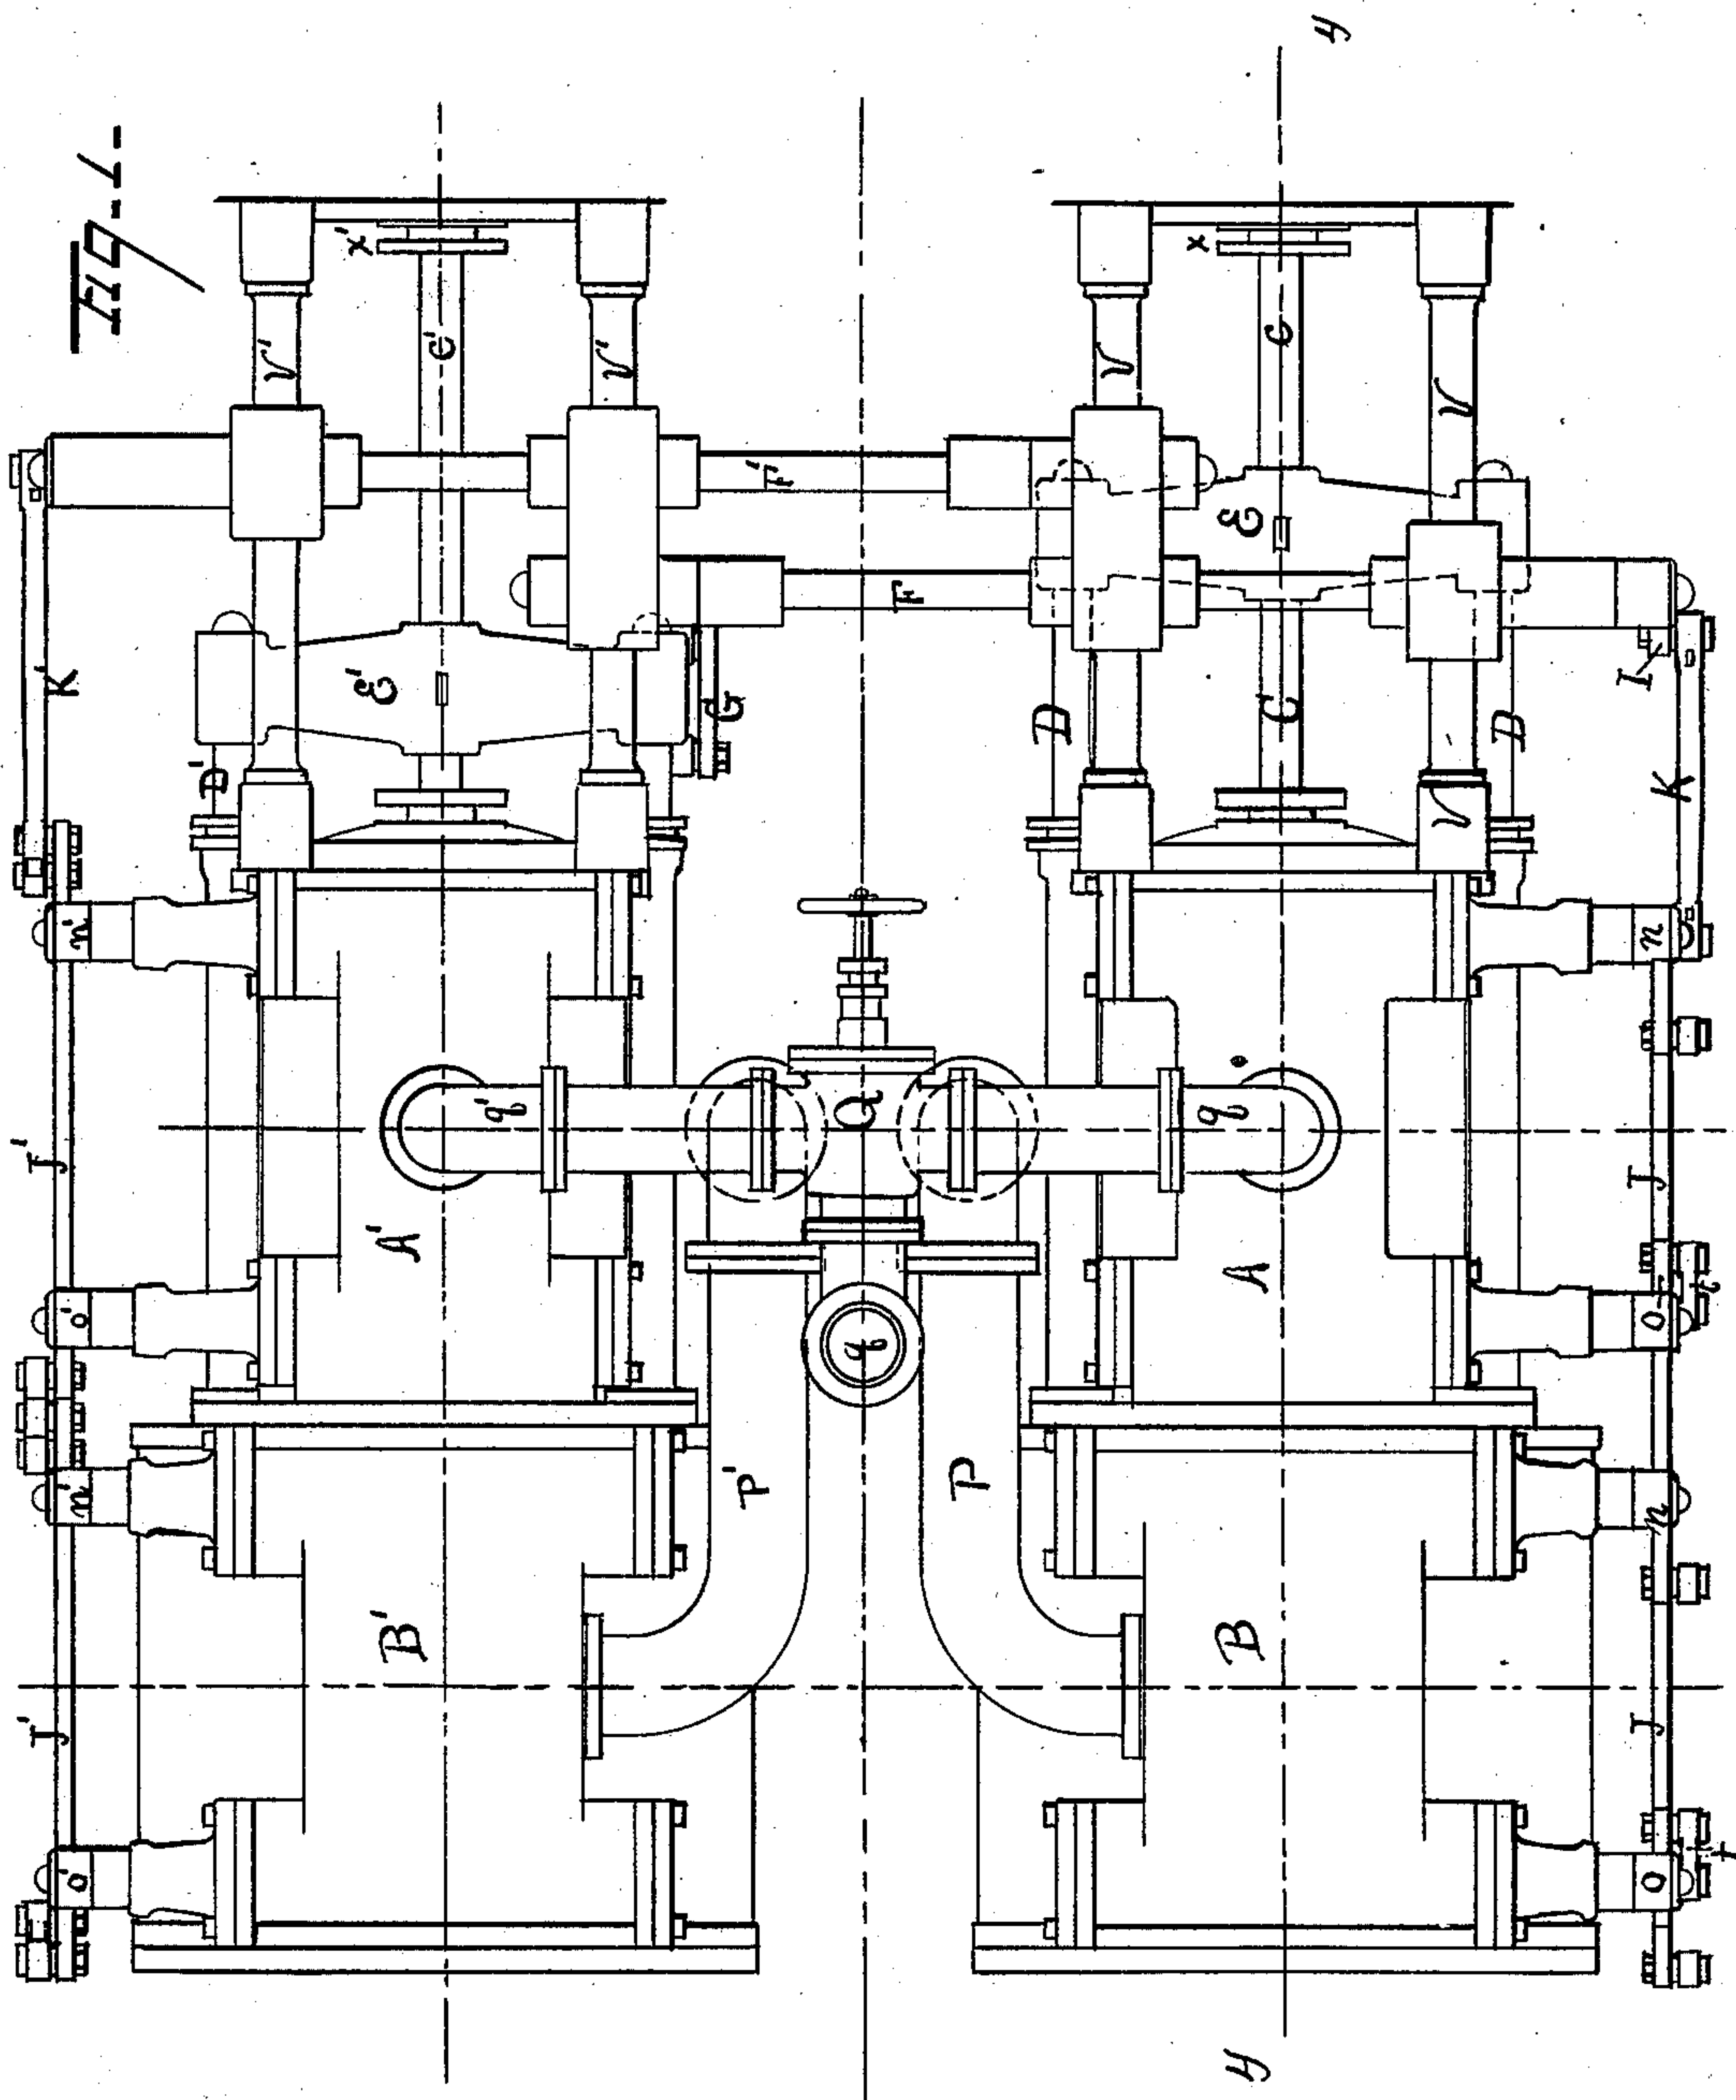 Fig-1-
y
x'
x
V'
C'
V'
V
C
V
F'
E
K'
E'
F
G
D'
D
C
D
I
V
K
n'
n
J'
q'
Q
q
J
A'
A
o'
q
o
t
n'
P'
P
n
B'
B
J'
J
o'
o
t
y